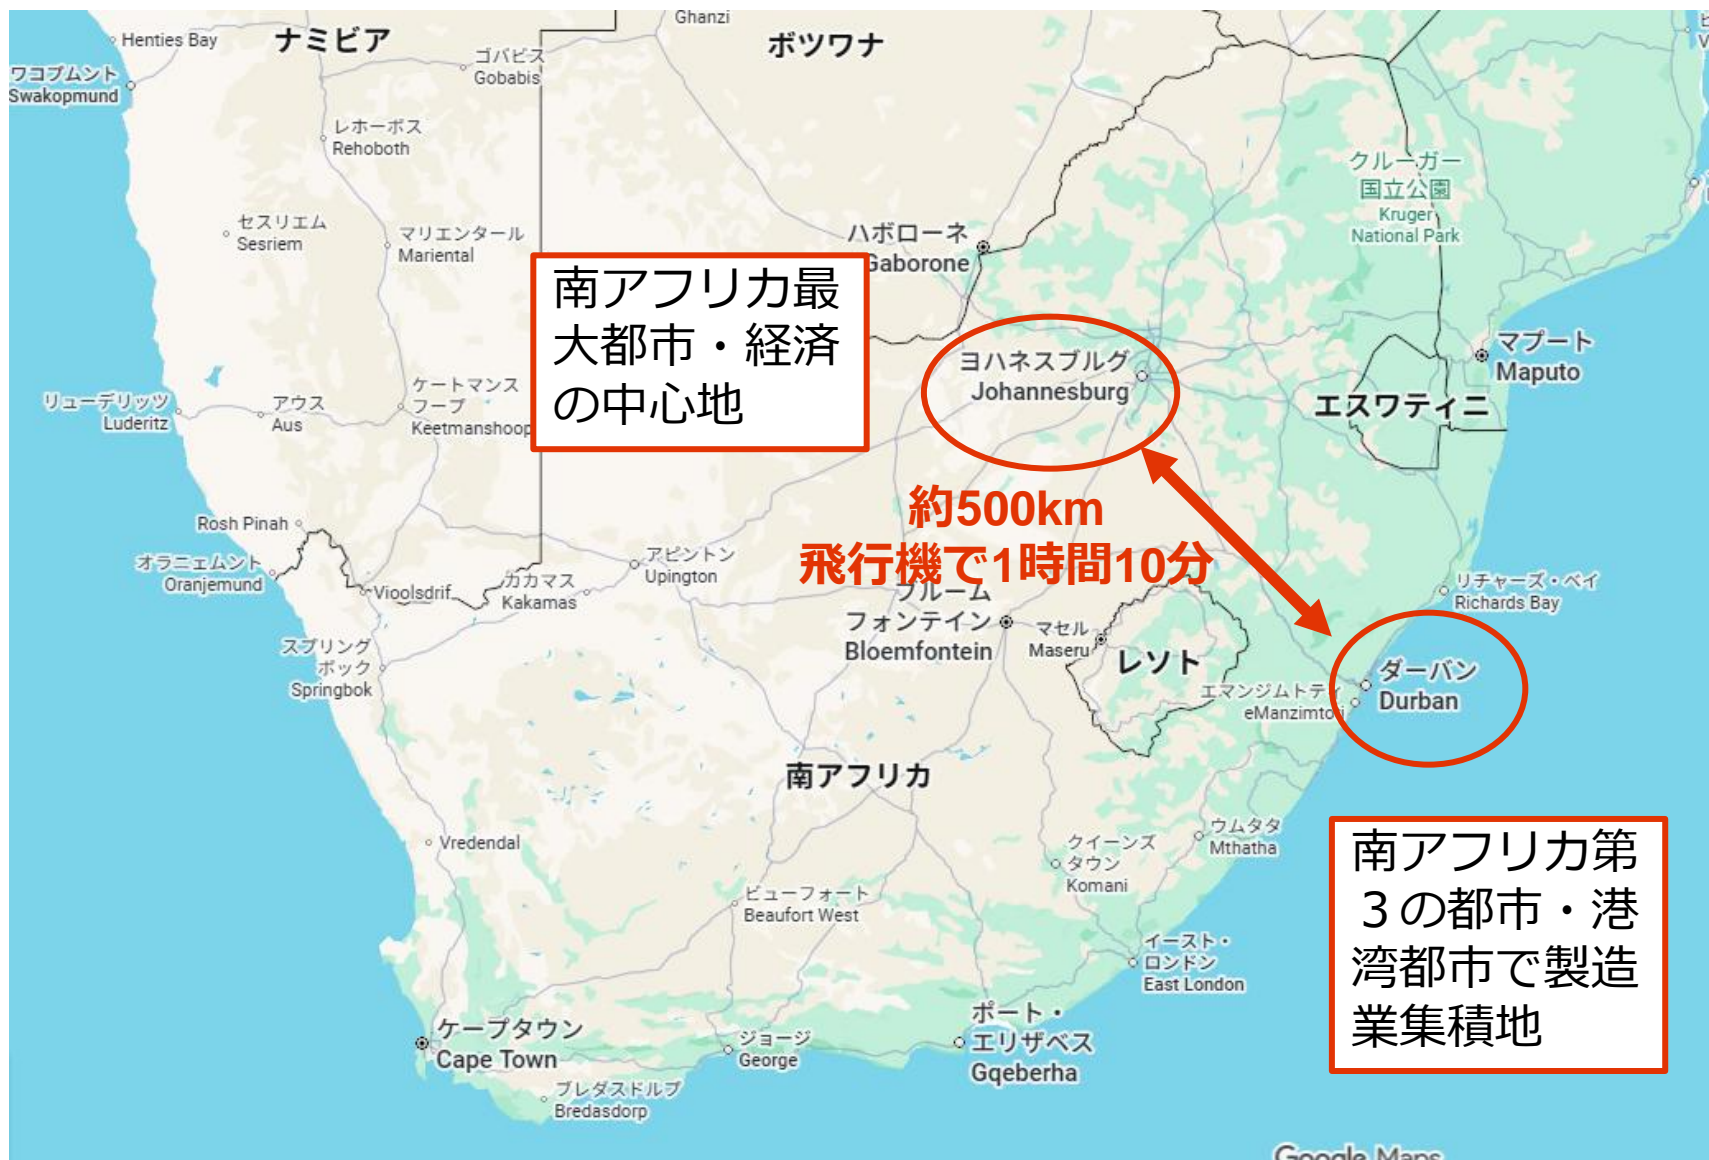 Henties Bay
ナミビア
ゴバビス
Gobabis
Ghanzi
ボツワナ
ワコプムント
Swakopmund
レホーボス
Rehoboth
クルーガー
国立公園
Kruger
National Park
セスリエム
Sesriem
マリエンタール
Mariental
ハボローネ
Gaborone
南アフリカ最
大都市・経済
の中心地
ヨハネスブルグ
Johannesburg
マプート
Maputo
エスワティニ
リューデリッツ
Luderitz
アウス
Aus
ケートマンス
フープ
Keetmanshoop
約500km
飛行機で1時間10分
Rosh Pinah
オラニェムント
Oranjemund
Vioolsdrif
カカマス
Kakamas
アピントン
Upington
ブルーム
フォンテイン
Bloemfontein
マセル
Maseru
レソト
リチャーズ・ベイ
Richards Bay
スプリング
ボック
Springbok
エマンジムトティ
eManzimtoti
ダーバン
Durban
南アフリカ
Vredendal
クイーンズ
タウン
Komani
ウムタタ
Mthatha
南アフリカ第
３の都市・港
湾都市で製造
業集積地
ビューフォート
Beaufort West
イースト・
ロンドン
East London
ケープタウン
Cape Town
ジョージ
George
ポート・
エリザベス
Gqeberha
ブレダスドルプ
Bredasdorp
Google Maps